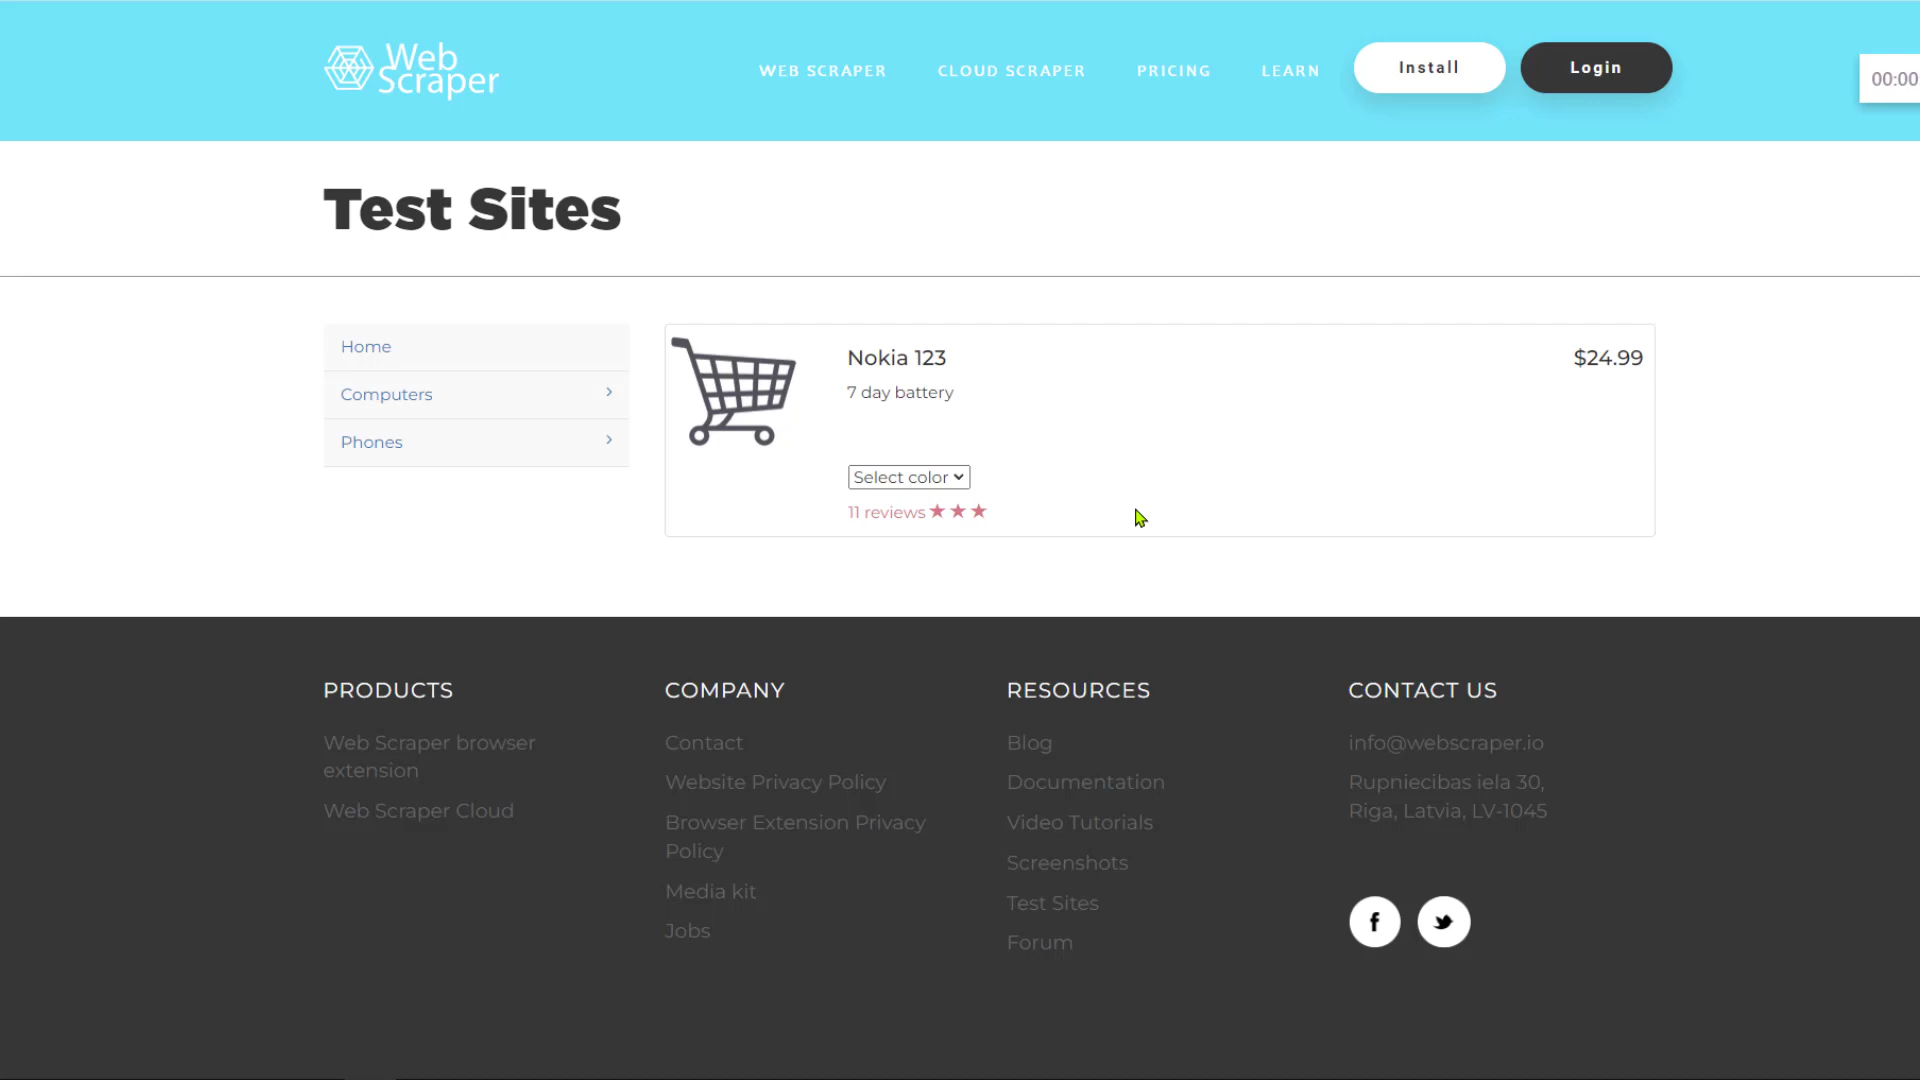 Web
Scraper
WEB SCRAPER
CLOUD SCRAPER
PRICING
LEARN
Install
Login
00:00
Test Sites
Home
Computers
Phones
Nokia 123
$24.99
7 day battery
Select color
11 reviews
PRODUCTS
Web Scraper browser
extension
Web Scraper Cloud
COMPANY
Contact
Website Privacy Policy
Browser Extension Privacy
Policy
Media kit
Jobs
RESOURCES
Blog
Documentation
Video Tutorials
Screenshots
Test Sites
Forum
CONTACT US
info@webscraper.io
Rupniecibas iela 30,
Riga, Latvia, LV-1045